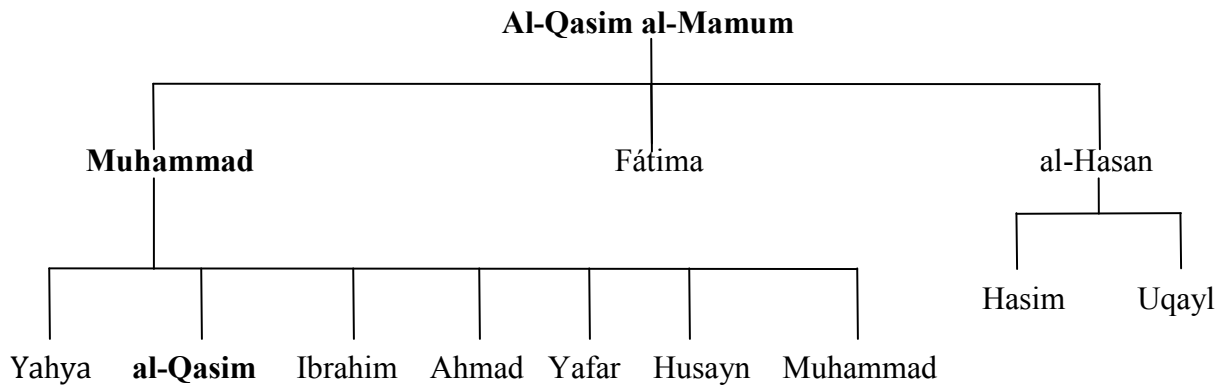 Al-Qasim al-Mamum
Muhammad Fátima al-Hasan
Hasim Uqayl
Yahya al-Qasim Ibrahim Ahmad Yafar Husayn Muhammad